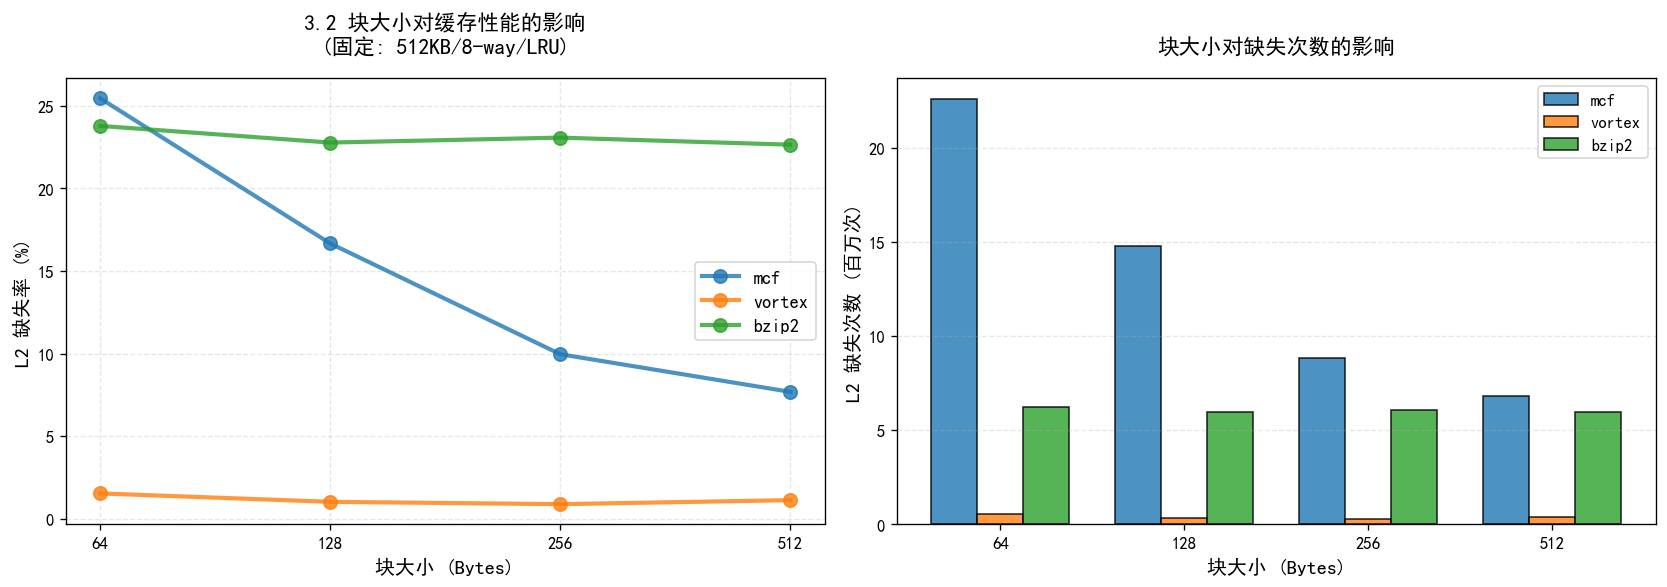 3.2 块大小对缓存性能的影响
(固定: 512KB/8-way/LRU)
L2 缺失率 (%)
25
20
15
10
5
0
64
128
256
512
块大小 (Bytes)
mcf
vortex
bzip2
块大小对缺失次数的影响
L2 缺失次数 (百万次)
20
15
10
5
0
64
128
256
512
块大小 (Bytes)
mcf
vortex
bzip2